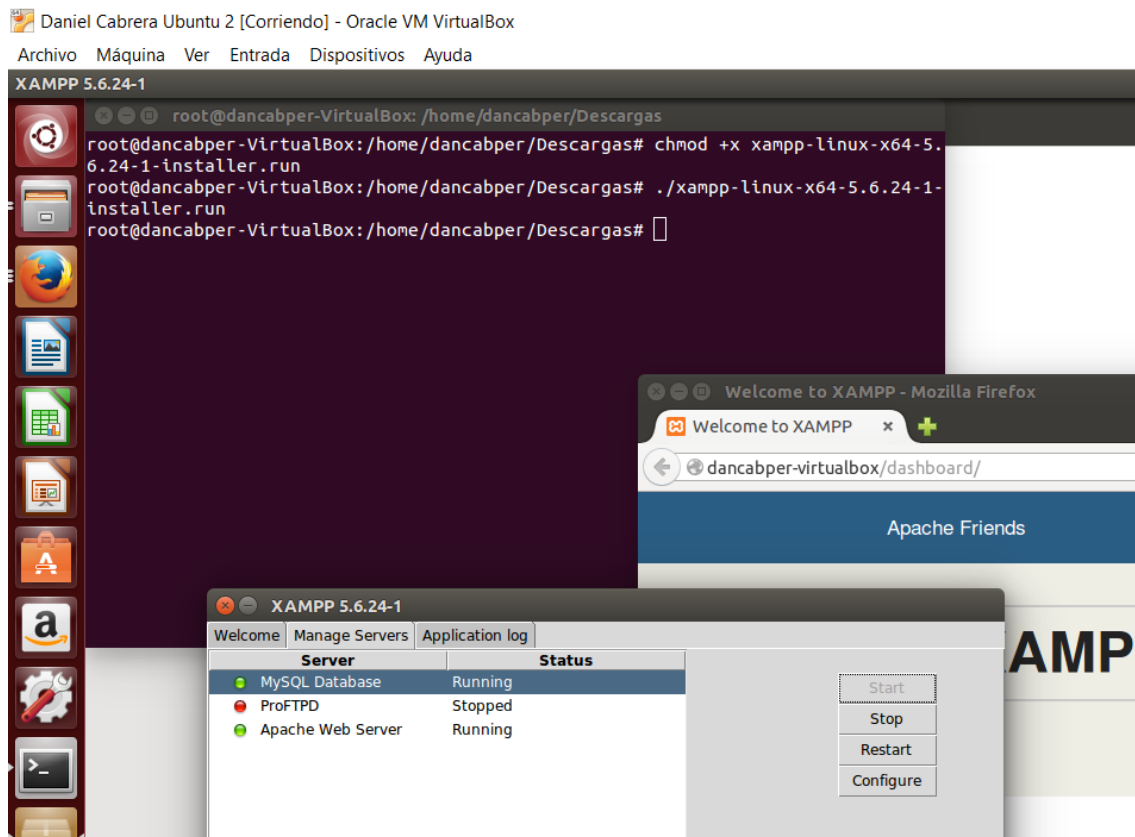 Daniel Cabrera Ubuntu 2 [Corriendo] - Oracle VM VirtualBox
Archivo Máquina Ver Entrada Dispositivos Ayuda
XAMPP 5.6.24-1
root@dancabper-VirtualBox: /home/dancabper/Descargas
root@dancabper-VirtualBox:/home/dancabper/Descargas# chmod +x xampp-linux-x64-5.
6.24-1-installer.run
root@dancabper-VirtualBox:/home/dancabper/Descargas# ./xampp-linux-x64-5.6.24-1-
installer.run
root@dancabper-VirtualBox:/home/dancabper/Descargas#
Welcome to XAMPP - Mozilla Firefox
Welcome to XAMPP
dancabper-virtualbox/dashboard/
Apache Friends
AMP
XAMPP 5.6.24-1
Welcome Manage Servers Application log
Server Status
MySQL Database Running
ProFTPD Stopped
Apache Web Server Running
Start
Stop
Restart
Configure